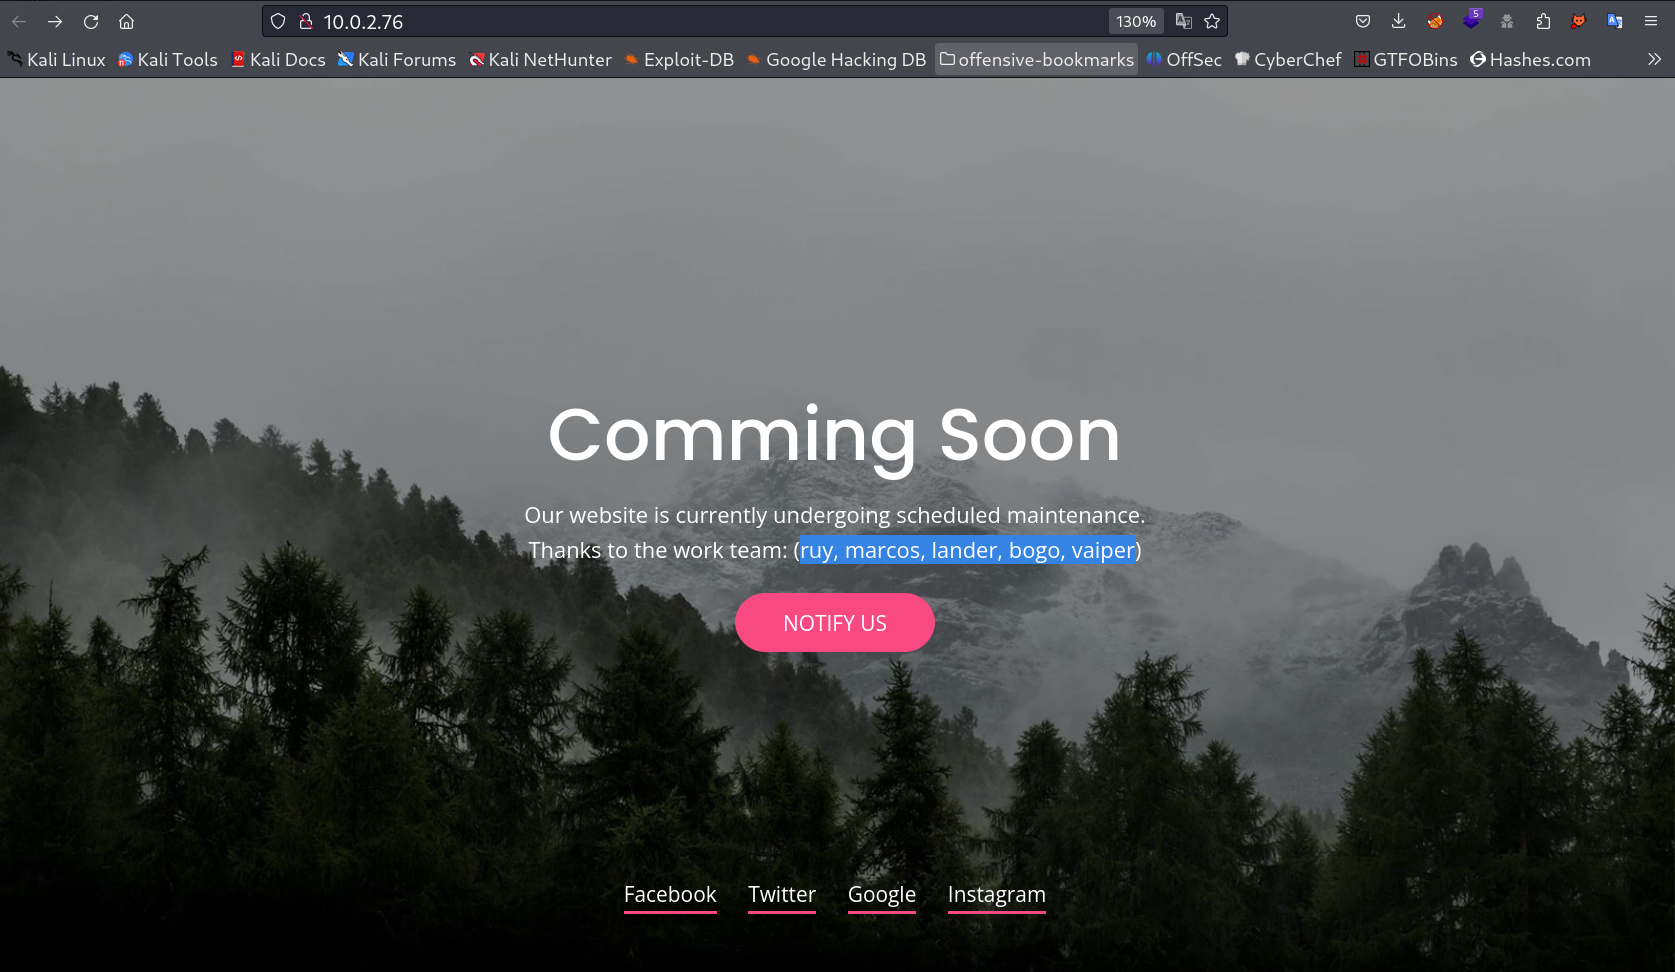 10.0.2.76 130% 5
Kali Linux Kali Tools Kali Docs Kali Forums Kali NetHunter Exploit-DB Google Hacking DB offensive-bookmarks OffSec CyberChef GTFOBins Hashes.com
Comming Soon
Our website is currently undergoing scheduled maintenance.
Thanks to the work team: (ruy, marcos, lander, bogo, vaiper)
NOTIFY US
Facebook Twitter Google Instagram